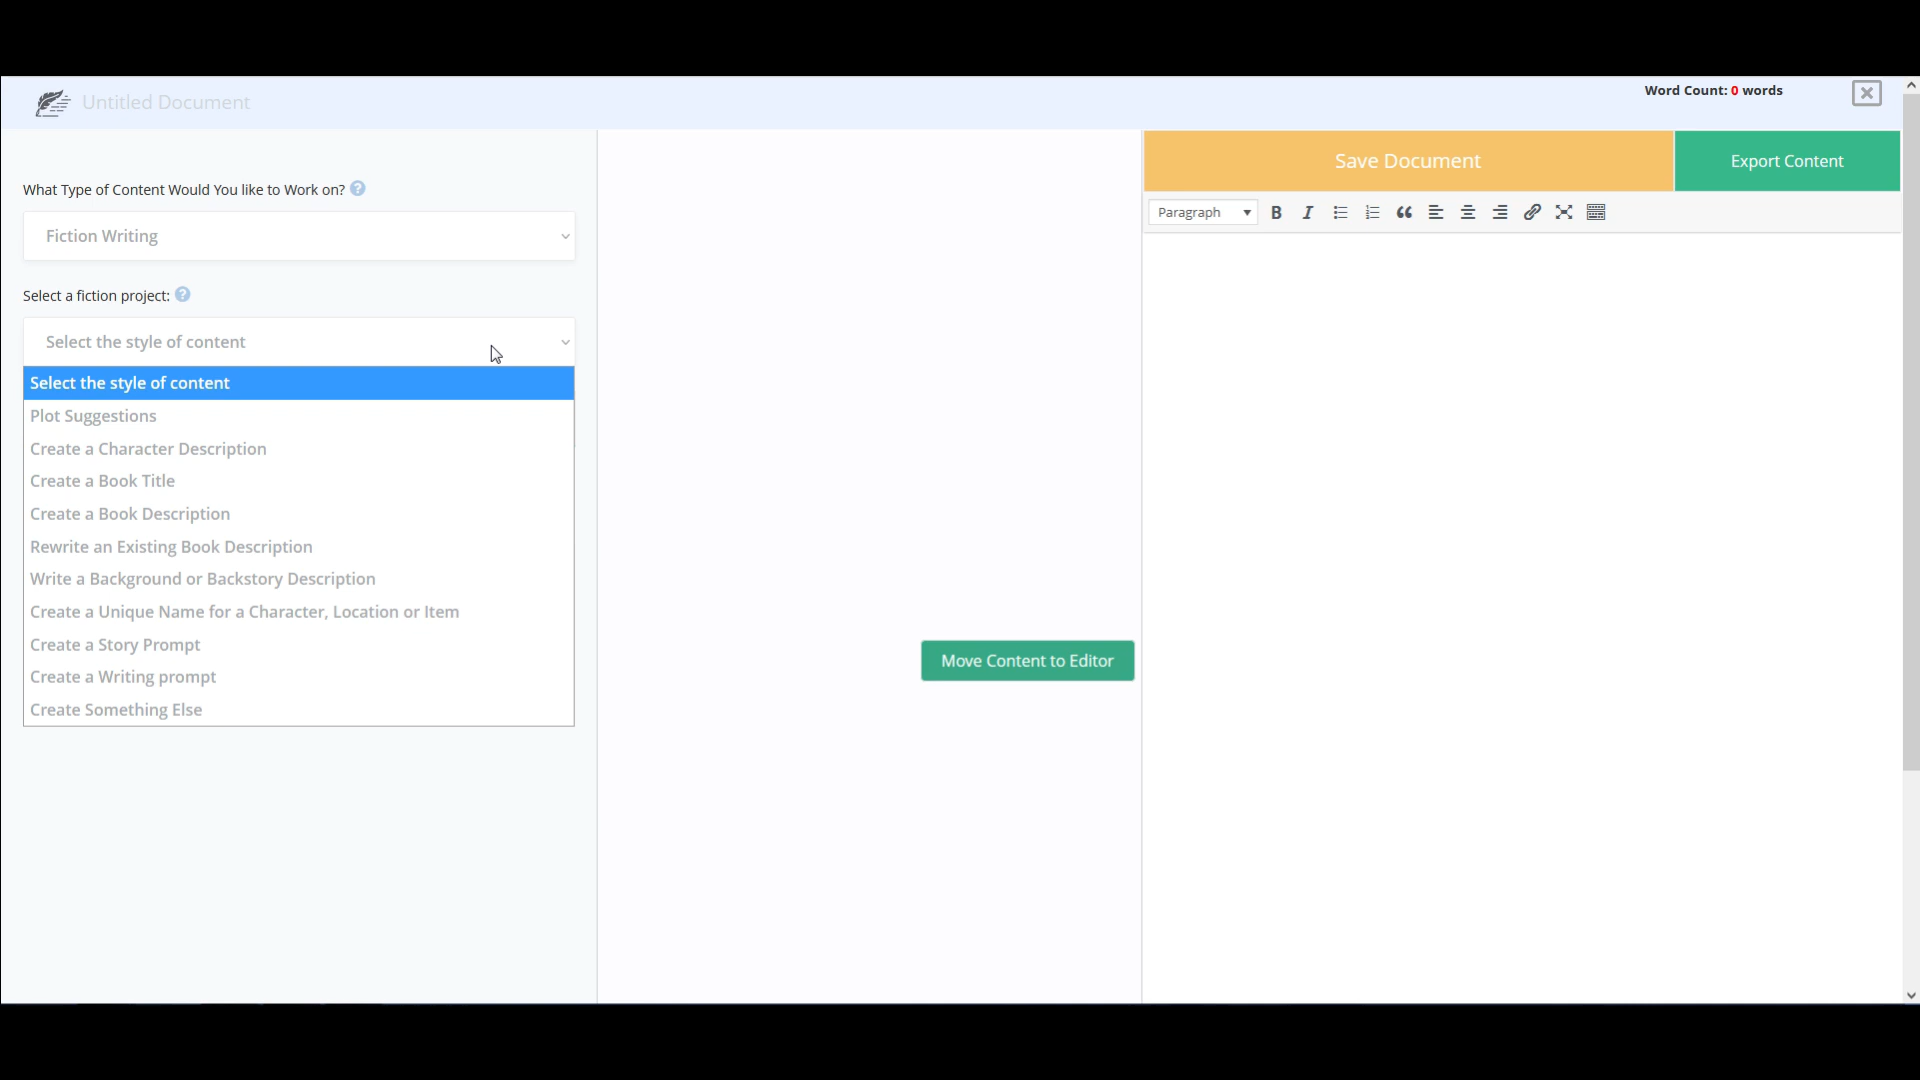 Untitled Document
Word Count: 0 words
What Type of Content Would You like to Work on? ?
Fiction Writing
Select a fiction project: ?
Select the style of content
Select the style of content
Plot Suggestions
Create a Character Description
Create a Book Title
Create a Book Description
Rewrite an Existing Book Description
Write a Background or Backstory Description
Create a Unique Name for a Character, Location or Item
Create a Story Prompt
Create a Writing prompt
Create Something Else
Move Content to Editor
Save Document
Export Content
Paragraph